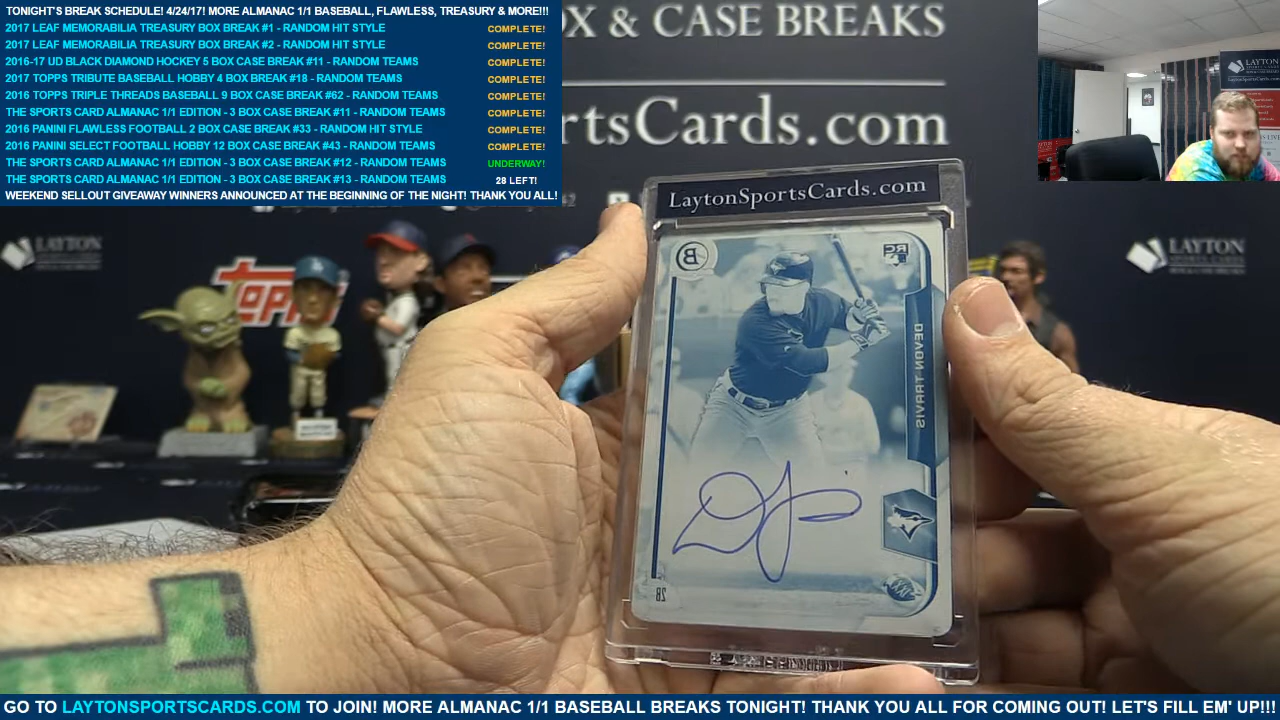 TONIGHT'S BREAK SCHEDULE! 4/24/17! MORE ALMANAC 1/1 BASEBALL, FLAWLESS, TREASURY & MORE!!!
2017 LEAF MEMORABILIA TREASURY BOX BREAK #1 - RANDOM HIT STYLE COMPLETE!
2017 LEAF MEMORABILIA TREASURY BOX BREAK #2 - RANDOM HIT STYLE COMPLETE!
2016-17 UD BLACK DIAMOND HOCKEY 5 BOX CASE BREAK #11 - RANDOM TEAMS COMPLETE!
2017 TOPPS TRIBUTE BASEBALL HOBBY 4 BOX BREAK #18 - RANDOM TEAMS COMPLETE!
2016 TOPPS TRIPLE THREADS BASEBALL 9 BOX CASE BREAK #62 - RANDOM TEAMS COMPLETE!
THE SPORTS CARD ALMANAC 1/1 EDITION - 3 BOX CASE BREAK #11 - RANDOM TEAMS COMPLETE!
2016 PANINI FLAWLESS FOOTBALL 2 BOX CASE BREAK #33 - RANDOM HIT STYLE COMPLETE!
2016 PANINI SELECT FOOTBALL HOBBY 12 BOX CASE BREAK #43 - RANDOM TEAMS COMPLETE!
THE SPORTS CARD ALMANAC 1/1 EDITION - 3 BOX CASE BREAK #12 - RANDOM TEAMS UNDERWAY!
THE SPORTS CARD ALMANAC 1/1 EDITION - 3 BOX CASE BREAK #13 - RANDOM TEAMS 28 LEFT!
WEEKEND SELLOUT GIVEAWAY WINNERS ANNOUNCED AT THE BEGINNING OF THE NIGHT! THANK YOU ALL!
OX & CASE BREAKS
rtsCards.com
LAYTON
LaytonSportsCards.com
B
RC
DEVON TRAVIS
28
LAYTON
LAYTON
TOPPS
GO TO LAYTONSPORTSCARDS.COM TO JOIN! MORE ALMANAC 1/1 BASEBALL BREAKS TONIGHT! THANK YOU ALL FOR COMING OUT! LET'S FILL EM' UP!!!